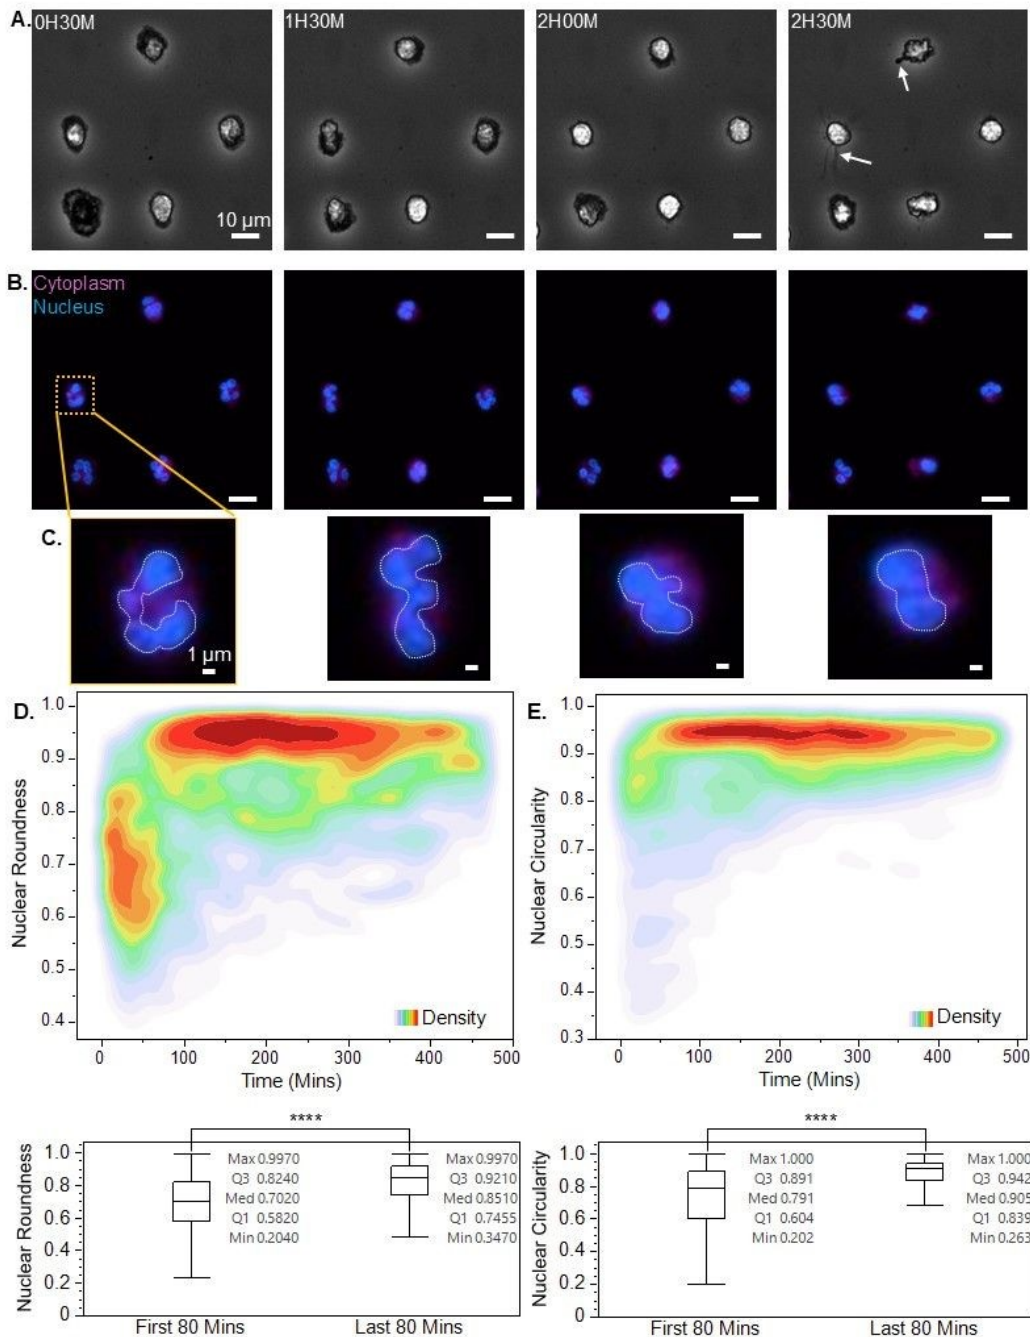 A.
0H30M
1H30M
2H00M
2H30M
10 µm
B.
Cytoplasm
Nucleus
C.
1 µm
D.
1.0
0.9
0.8
0.7
0.6
0.5
0.4
Nuclear Roundness
Density
0
100
200
300
400
500
Time (Mins)
E.
1.0
0.9
0.8
0.7
0.6
0.5
0.4
0.3
Nuclear Circularity
Density
0
100
200
300
400
500
Time (Mins)
****
Nuclear Roundness
1.0
0.8
0.6
0.4
0.2
0
Max 0.9970
Q3 0.8240
Med 0.7020
Q1 0.5820
Min 0.2040
Max 0.9970
Q3 0.9210
Med 0.8510
Q1 0.7455
Min 0.3470
First 80 Mins
Last 80 Mins
****
Nuclear Circularity
1.0
0.8
0.6
0.4
0.2
0
Max 1.000
Q3 0.891
Med 0.791
Q1 0.604
Min 0.202
Max 1.000
Q3 0.942
Med 0.905
Q1 0.839
Min 0.263
First 80 Mins
Last 80 Mins